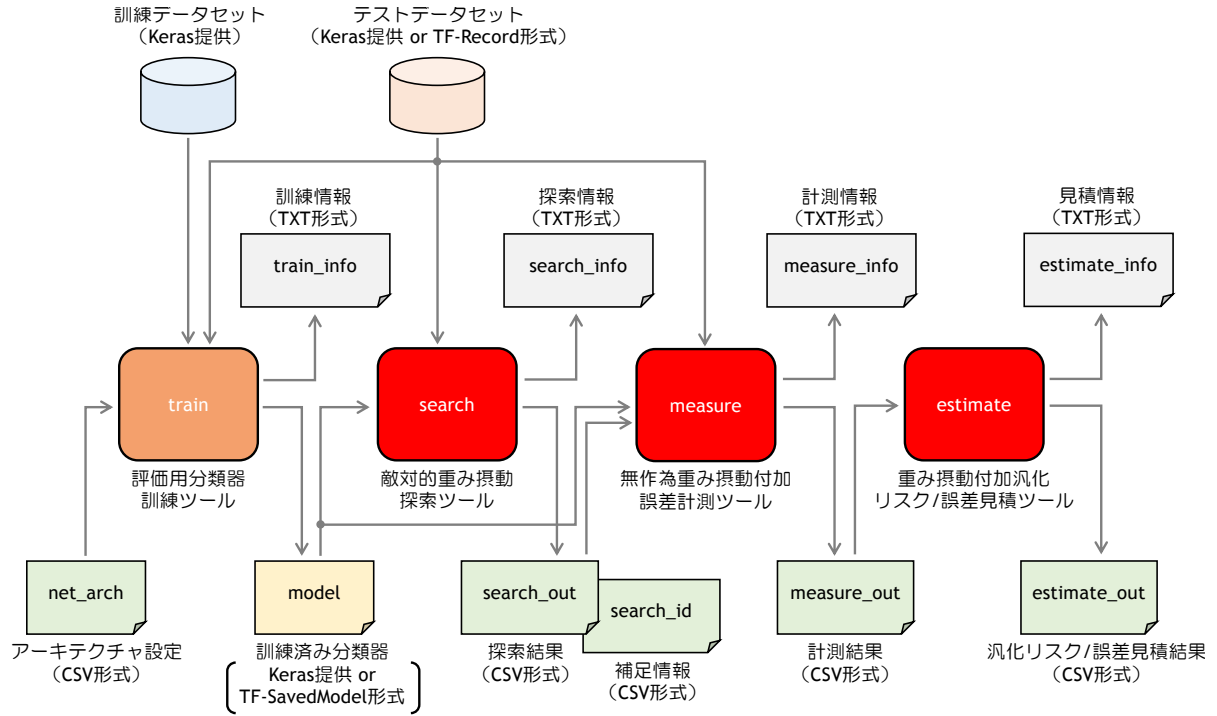 訓練データセット
（Keras提供）
テストデータセット
（Keras提供 or TF-Record形式）
訓練情報
（TXT形式）
train_info
探索情報
（TXT形式）
search_info
計測情報
（TXT形式）
measure_info
見積情報
（TXT形式）
estimate_info
train
評価用分類器
訓練ツール
search
敵対的重み摂動
探索ツール
measure
無作為重み摂動付加
誤差計測ツール
estimate
重み摂動付加汎化
リスク/誤差見積ツール
net_arch
アーキテクチャ設定
（CSV形式）
model
訓練済み分類器
Keras提供 or
TF-SavedModel形式
search_out
探索結果
（CSV形式）
search_id
補足情報
（CSV形式）
measure_out
計測結果
（CSV形式）
estimate_out
汎化リスク/誤差見積結果
（CSV形式）